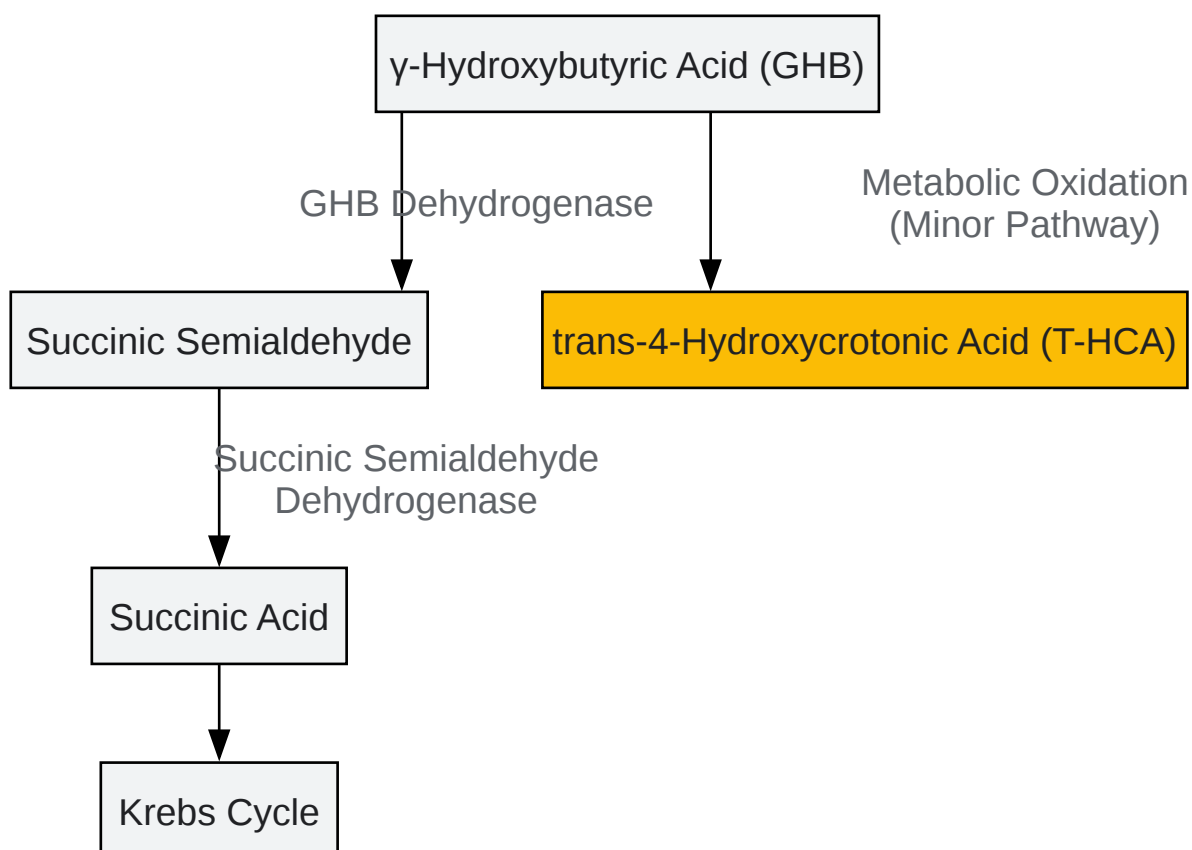 γ-Hydroxybutyric Acid (GHB)
GHB Dehydrogenase
Metabolic Oxidation
(Minor Pathway)
Succinic Semialdehyde
trans-4-Hydroxycrotonic Acid (T-HCA)
Succinic Semialdehyde
Dehydrogenase
Succinic Acid
Krebs Cycle